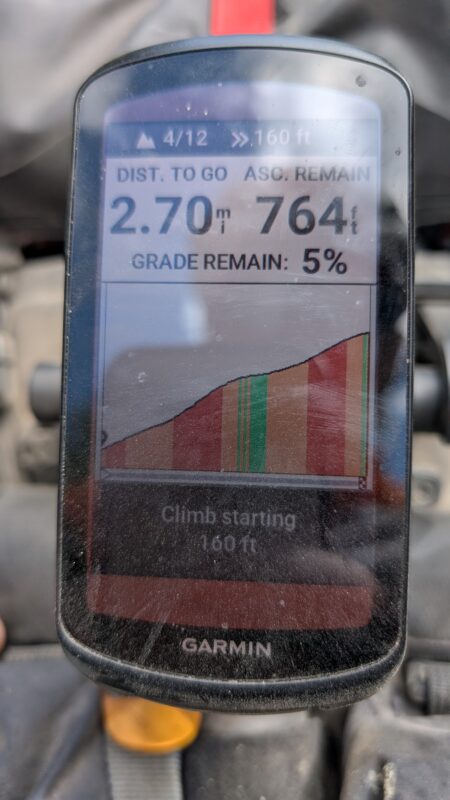 4/12 >> 160 ft
DIST. TO GO ASC. REMAIN
2.70 mi 764 ft
GRADE REMAIN: 5%
Climb starting
160 ft
GARMIN